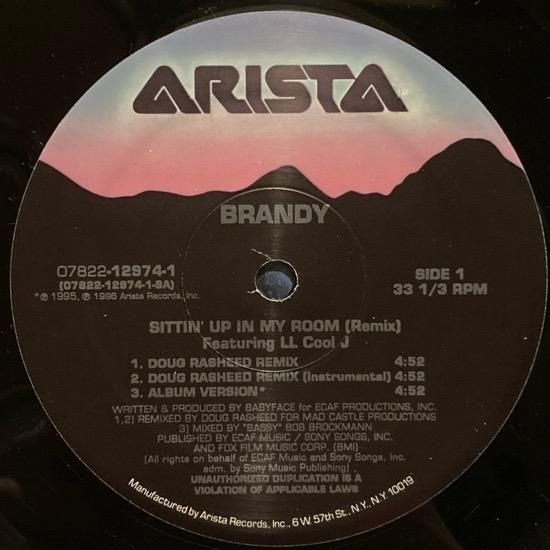 ARISTA
BRANDY
07822-12974-1
(07822-12974-1-SA)
* ℗ 1995, ℗ 1996 Arista Records, Inc.
SIDE 1
33 1/3 RPM
SITTIN' UP IN MY ROOM (Remix)
Featuring LL Cool J
1. DOUG RASHEED REMIX 4:52
2. DOUG RASHEED REMIX (Instrumental) 4:52
3. ALBUM VERSION* 4:52
WRITTEN & PRODUCED BY BABYFACE for ECAF PRODUCTIONS, INC.
1,2) REMIXED BY DOUG RASHEED FOR MAD CASTLE PRODUCTIONS
3) MIXED BY "BASSY" BOB BROCKMANN
PUBLISHED BY ECAF MUSIC / SONY SONGS, INC.
AND FOX FILM MUSIC CORP. (BMI)
(All rights on behalf of ECAF Music and Sony Songs, Inc.
adm. by Sony Music Publishing)
UNAUTHORIZED DUPLICATION IS A
VIOLATION OF APPLICABLE LAWS
Manufactured by Arista Records, Inc., 6 W. 57th St., N.Y., N.Y. 10019